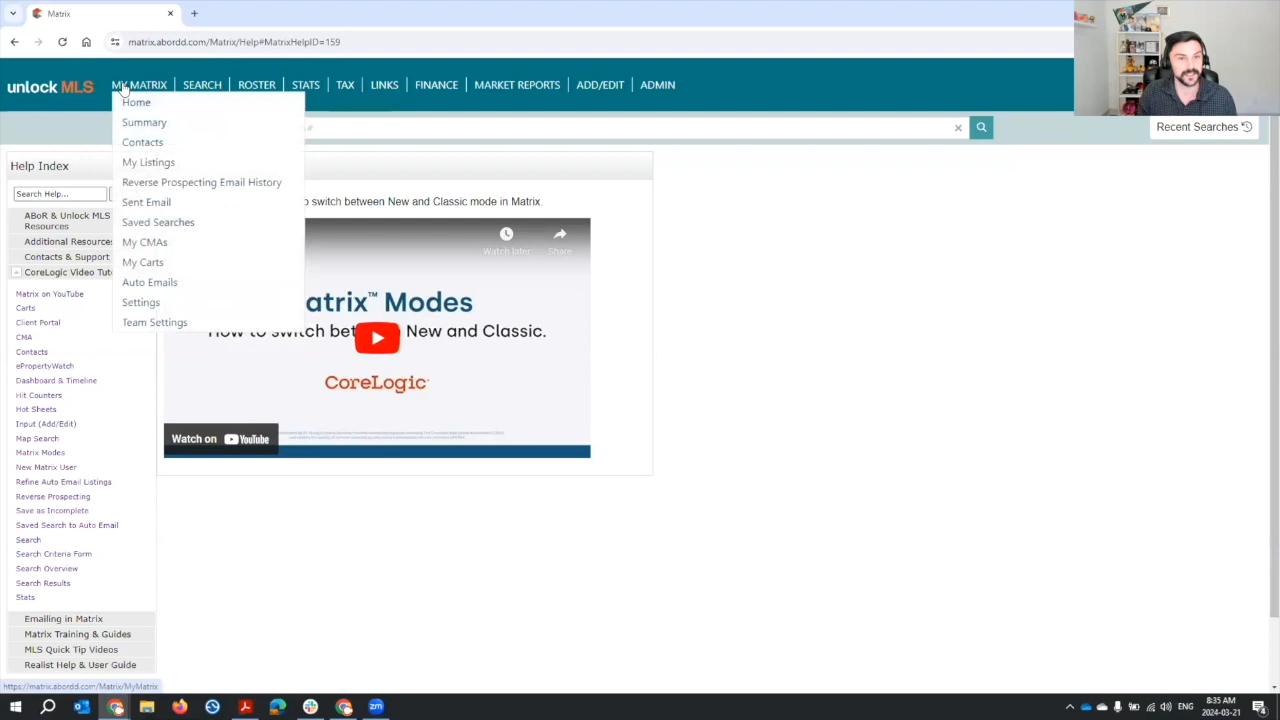 Matrix
matrix.abordd.com/Matrix/Help#MatrixHelpID=159
unlock MLS
MY MATRIX
SEARCH
ROSTER
STATS
TAX
LINKS
FINANCE
MARKET REPORTS
ADD/EDIT
ADMIN
Home
Summary
Contacts
My Listings
Reverse Prospecting Email History
Sent Email
Saved Searches
My CMAs
My Carts
Auto Emails
Settings
Team Settings
Recent Searches
Help Index
Search Help...
ABoR & Unlock MLS
Resources
Additional Resources
Contacts & Support
CoreLogic Video Tut
Matrix on YouTube
Carts
Client Portal
CMA
Contacts
ePropertyWatch
Dashboard & Timeline
Hit Counters
Hot Sheets
Input (Add/Edit)
Map Search
Matrix Modes
New Matrix User
Refine Auto Email Listings
Reverse Prospecting
Save as Incomplete
Saved Search to Auto Email
Search
Search Criteria Form
Search Overview
Search Results
Stats
Emailing in Matrix
Matrix Training & Guides
MLS Quick Tip Videos
Realist Help & User Guide
to switch between New and Classic mode in Matrix.
Watch later
Share
atrix™ Modes
How to switch between New and Classic.
CoreLogic
Watch on YouTube
https://matrix.abordd.com/Matrix/MyMatrix
zm
ENG
8:35 AM
2024-03-21